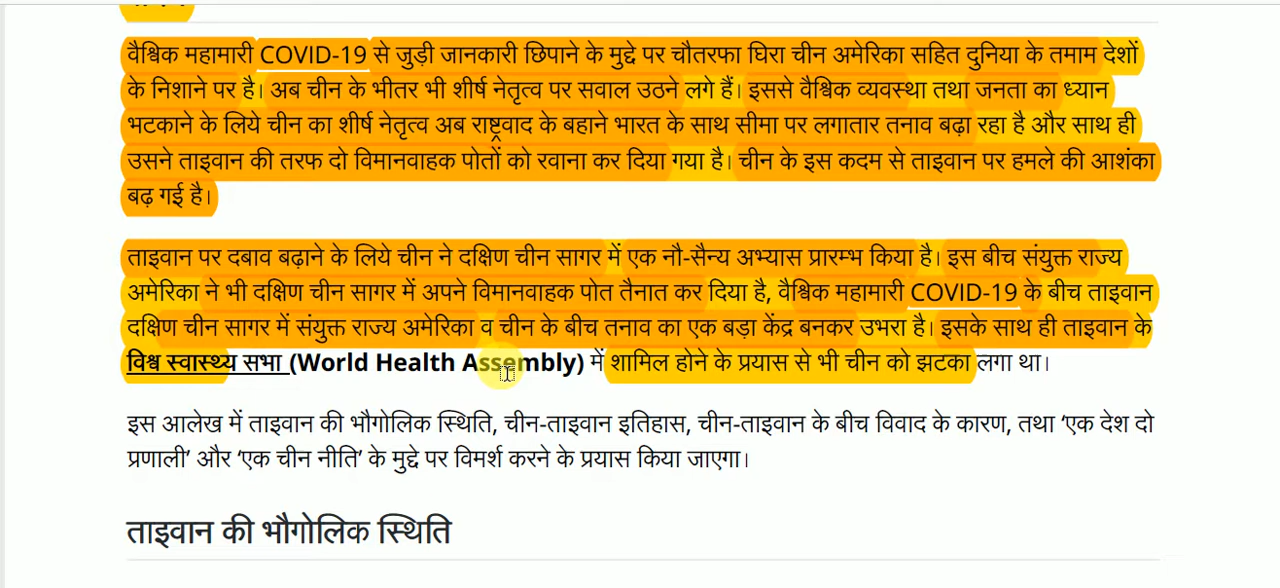 वैश्विक महामारी COVID-19 से जुड़ी जानकारी छिपाने के मुद्दे पर चौतरफा घिरा चीन अमेरिका सहित दुनिया के तमाम देशों
के निशाने पर है। अब चीन के भीतर भी शीर्ष नेतृत्व पर सवाल उठने लगे हैं। इससे वैश्विक व्यवस्था तथा जनता का ध्यान
भटकाने के लिये चीन का शीर्ष नेतृत्व अब राष्ट्रवाद के बहाने भारत के साथ सीमा पर लगातार तनाव बढ़ा रहा है और साथ ही
उसने ताइवान की तरफ दो विमानवाहक पोतों को रवाना कर दिया गया है। चीन के इस कदम से ताइवान पर हमले की आशंका
बढ़ गई है।
ताइवान पर दबाव बढ़ाने के लिये चीन ने दक्षिण चीन सागर में एक नौ-सैन्य अभ्यास प्रारम्भ किया है। इस बीच संयुक्त राज्य
अमेरिका ने भी दक्षिण चीन सागर में अपने विमानवाहक पोत तैनात कर दिया है, वैश्विक महामारी COVID-19 के बीच ताइवान
दक्षिण चीन सागर में संयुक्त राज्य अमेरिका व चीन के बीच तनाव का एक बड़ा केंद्र बनकर उभरा है। इसके साथ ही ताइवान के
विश्व स्वास्थ्य सभा (World Health Assembly) में शामिल होने के प्रयास से भी चीन को झटका लगा था।
इस आलेख में ताइवान की भौगोलिक स्थिति, चीन-ताइवान इतिहास, चीन-ताइवान के बीच विवाद के कारण, तथा ‘एक देश दो
प्रणाली’ और ‘एक चीन नीति’ के मुद्दे पर विमर्श करने के प्रयास किया जाएगा।
ताइवान की भौगोलिक स्थिति